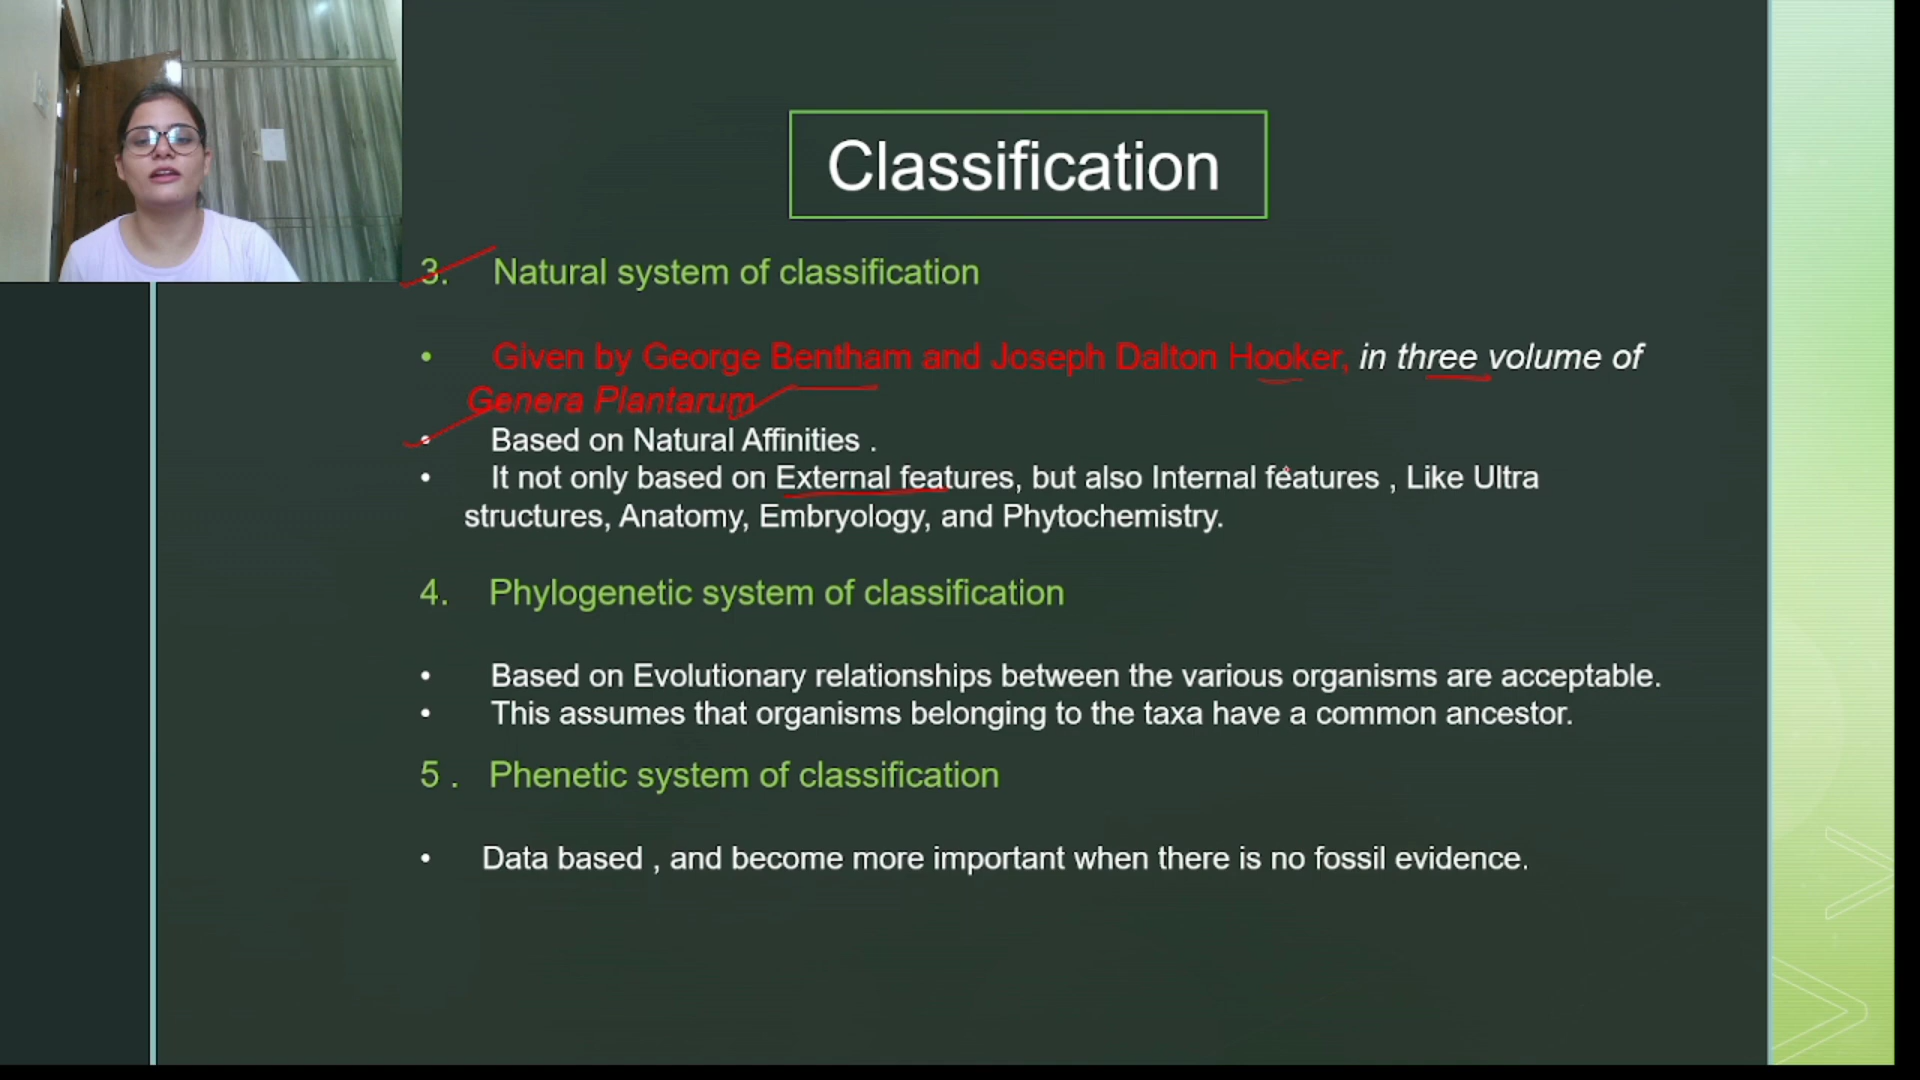 Classification
3. Natural system of classification
• Given by George Bentham and Joseph Dalton Hooker, in three volume of
Genera Plantarum
• Based on Natural Affinities .
• It not only based on External features, but also Internal features , Like Ultra
structures, Anatomy, Embryology, and Phytochemistry.
4. Phylogenetic system of classification
• Based on Evolutionary relationships between the various organisms are acceptable.
• This assumes that organisms belonging to the taxa have a common ancestor.
5 . Phenetic system of classification
• Data based , and become more important when there is no fossil evidence.